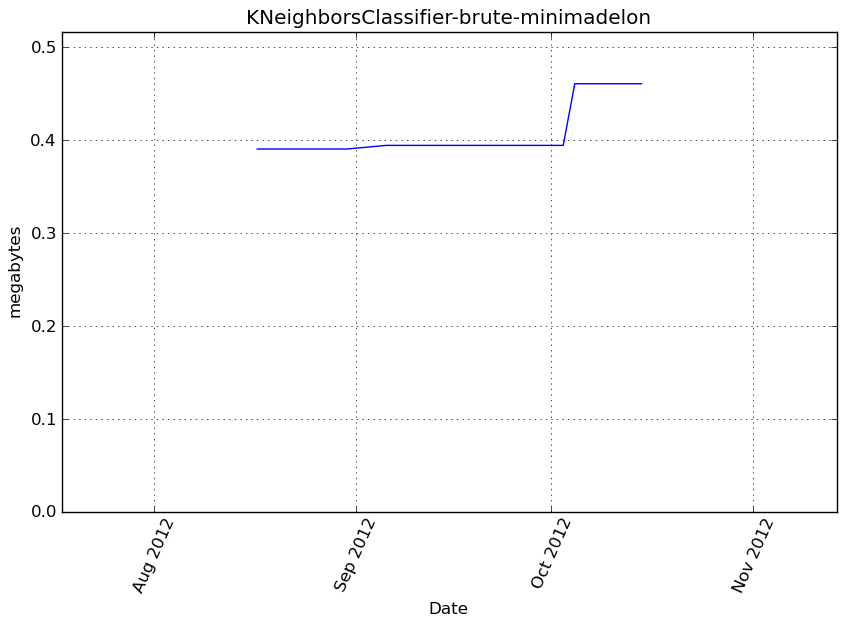 KNeighborsClassifier-brute-minimadelon
0.5
0.4
0.3
0.2
0.1
0.0
megabytes
Aug 2012
Sep 2012
Oct 2012
Nov 2012
Date